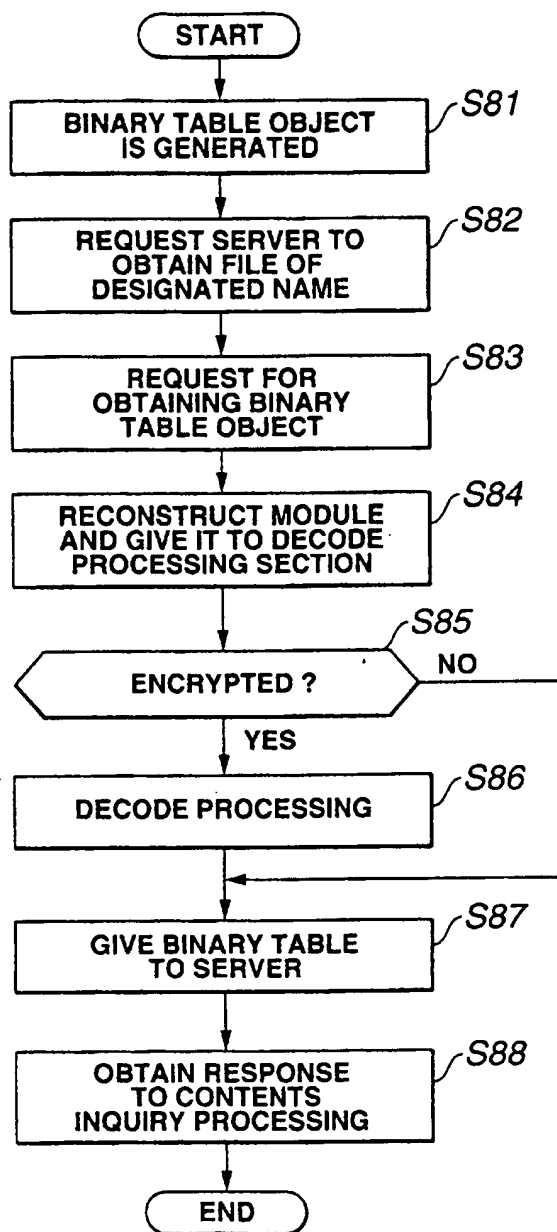 START
S81
BINARY TABLE OBJECT
IS GENERATED
S82
REQUEST SERVER TO
OBTAIN FILE OF
DESIGNATED NAME
S83
REQUEST FOR
OBTAINING BINARY
TABLE OBJECT
S84
RECONSTRUCT MODULE
AND GIVE IT TO DECODE
PROCESSING SECTION
S85
ENCRYPTED ?
NO
YES
S86
DECODE PROCESSING
S87
GIVE BINARY TABLE
TO SERVER
S88
OBTAIN RESPONSE
TO CONTENTS
INQUIRY PROCESSING
END